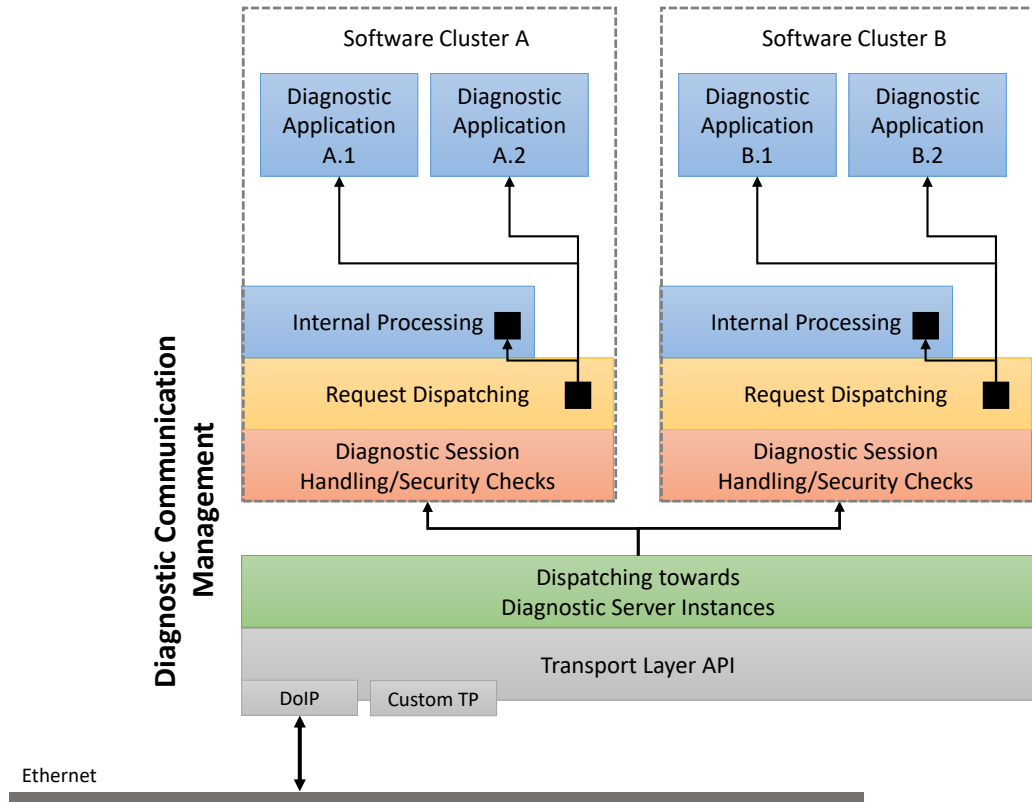 Software Cluster A
Diagnostic
Application
A.1
Diagnostic
Application
A.2
Internal Processing
Request Dispatching
Diagnostic Session
Handling/Security Checks
Software Cluster B
Diagnostic
Application
B.1
Diagnostic
Application
B.2
Internal Processing
Request Dispatching
Diagnostic Session
Handling/Security Checks
Diagnostic Communication
Management
Dispatching towards
Diagnostic Server Instances
Transport Layer API
DoIP
Custom TP
Ethernet